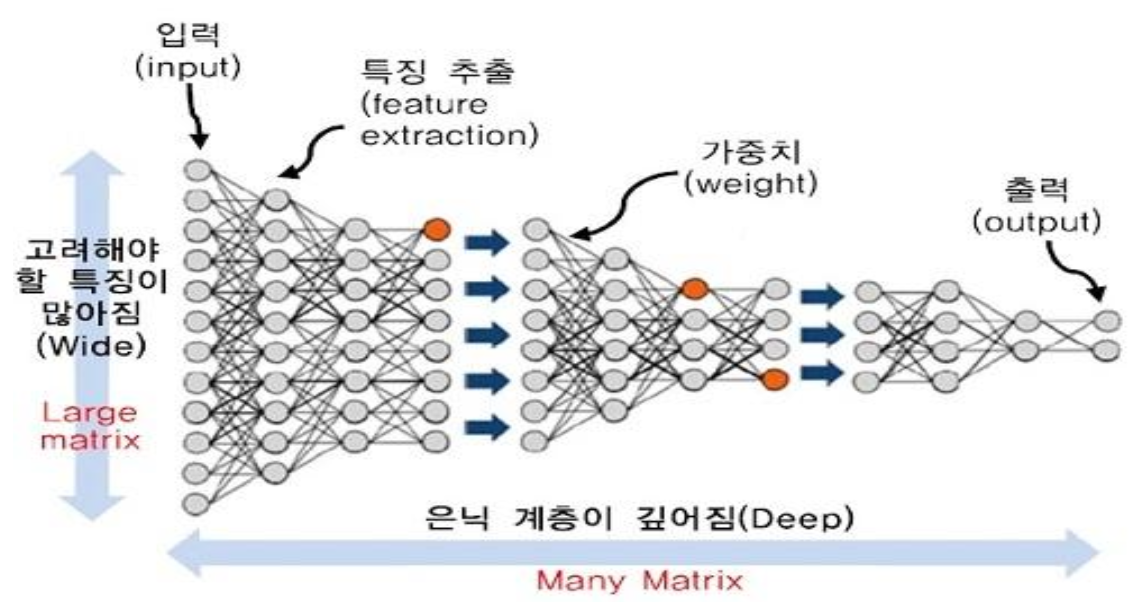 입력
(input)
특징 추출
(feature
extraction)
가중치
(weight)
출력
(output)
고려해야
할 특징이
많아짐
(Wide)
Large
matrix
은닉 계층이 깊어짐(Deep)
Many Matrix